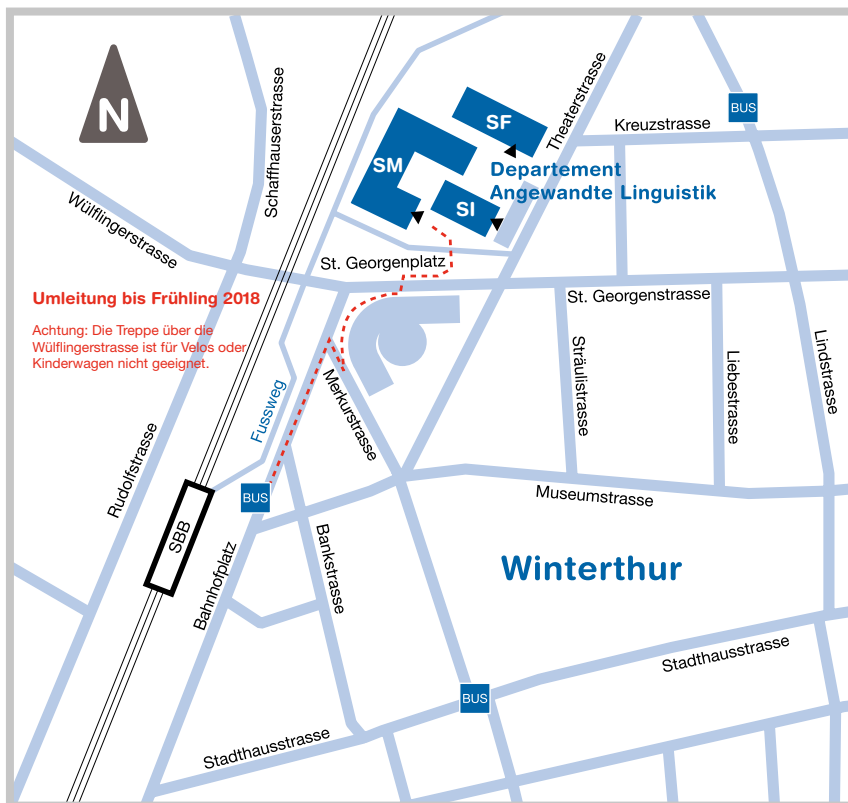 N
Schaffhauserstrasse
Theaterstrasse
BUS
Kreuzstrasse
SF
SM
SI
Departement
Angewandte Linguistik
Wülflingerstrasse
St. Georgenplatz
Umleitung bis Frühling 2018
Achtung: Die Treppe über die
Wülflingerstrasse ist für Velos oder
Kinderwagen nicht geeignet.
St. Georgenstrasse
Sträulistrasse
Liebestrasse
Lindstrasse
Fussweg
Merkurstrasse
Rudolfstrasse
BUS
SBB
Museumstrasse
Bankstrasse
Bahnhofplatz
Winterthur
Stadthausstrasse
BUS
Stadthausstrasse